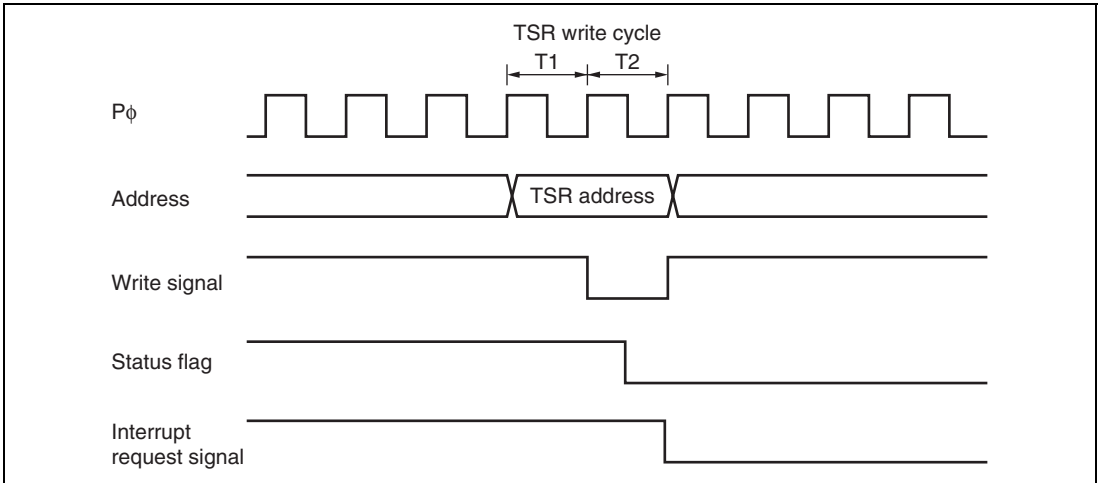 TSR write cycle
T1 T2
Pϕ
Address
TSR address
Write signal
Status flag
Interrupt
request signal